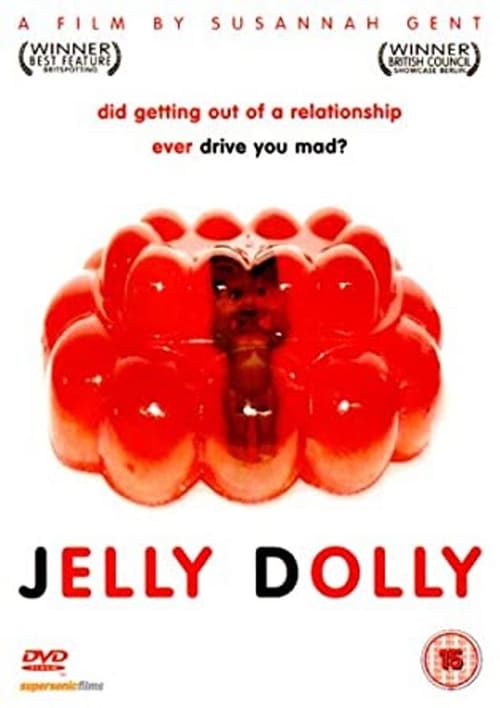 A FILM BY SUSANNAH GENT
WINNER
BEST FEATURE
BRITSPOTTING
WINNER
BRITISH COUNCIL
SHOWCASE BERLIN
did getting out of a relationship
ever drive you mad?
JELLY DOLLY
DVD
VIDEO
supersonicfilms
15